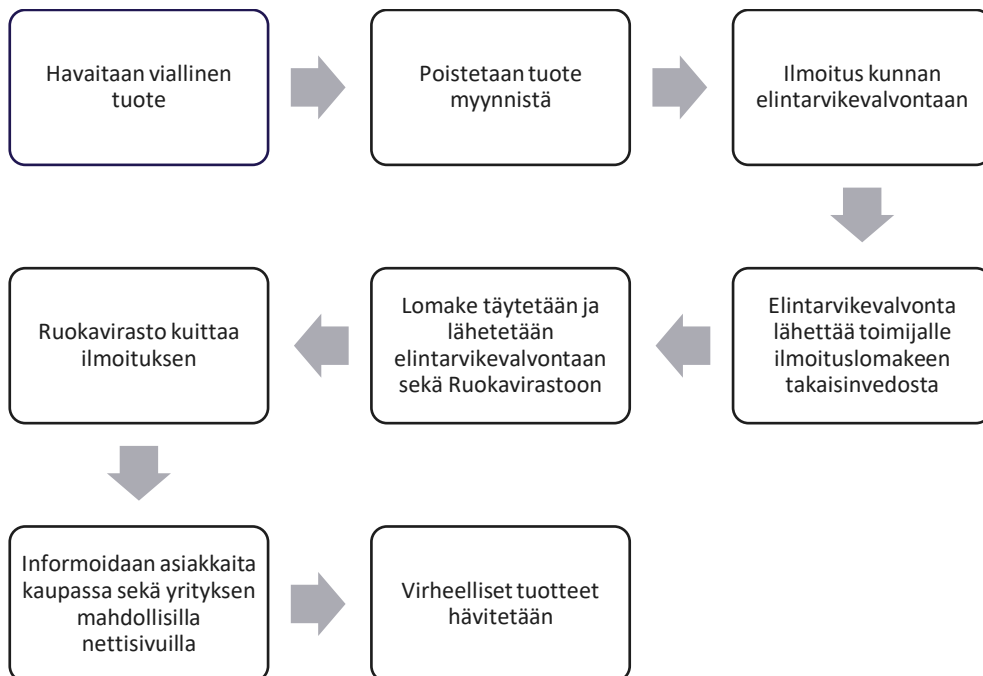 Havaitaan viallinen
tuote
Poistetaan tuote
myynnistä
Ilmoitus kunnan
elintarvikevalvontaan
Elintarvikevalvonta
lähettää toimijalle
ilmoituslomakeen
takaisinvedosta
Lomake täytetään ja
lähetetään
elintarvikevalvontaan
sekä Ruokavirastoon
Ruokavirasto kuittaa
ilmoituksen
Informoidaan asiakkaita
kaupassa sekä yrityksen
mahdollisilla
nettisivuilla
Virheelliset tuotteet
hävitetään